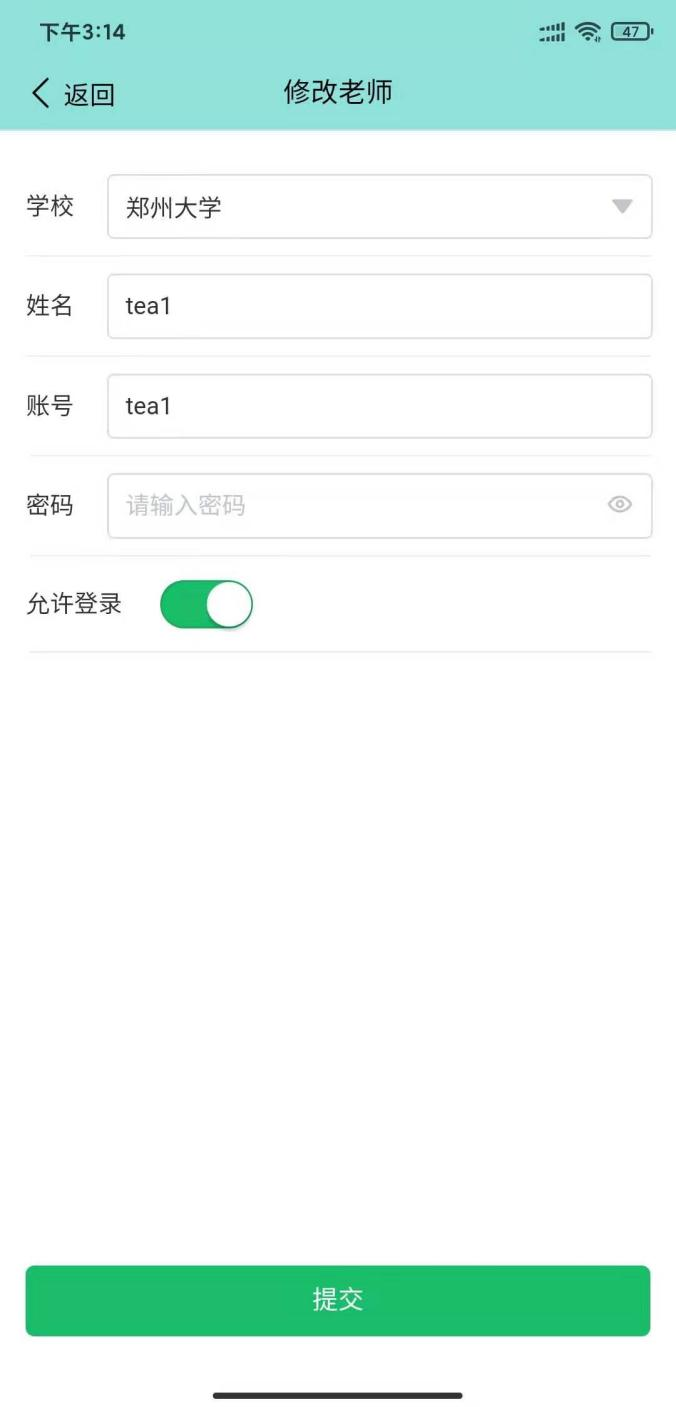 下午3:14
47
返回
修改老师
学校
郑州大学
姓名
tea1
账号
tea1
密码
请输入密码
允许登录
提交